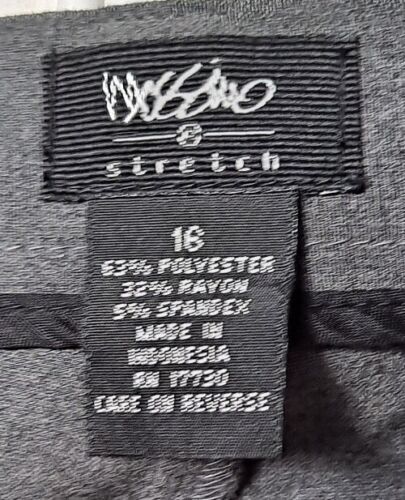 Mossimo
stretch
16
63% POLYESTER
32% RAYON
5% SPANDEX
MADE IN
INDONESIA
RN 17730
CARE ON REVERSE